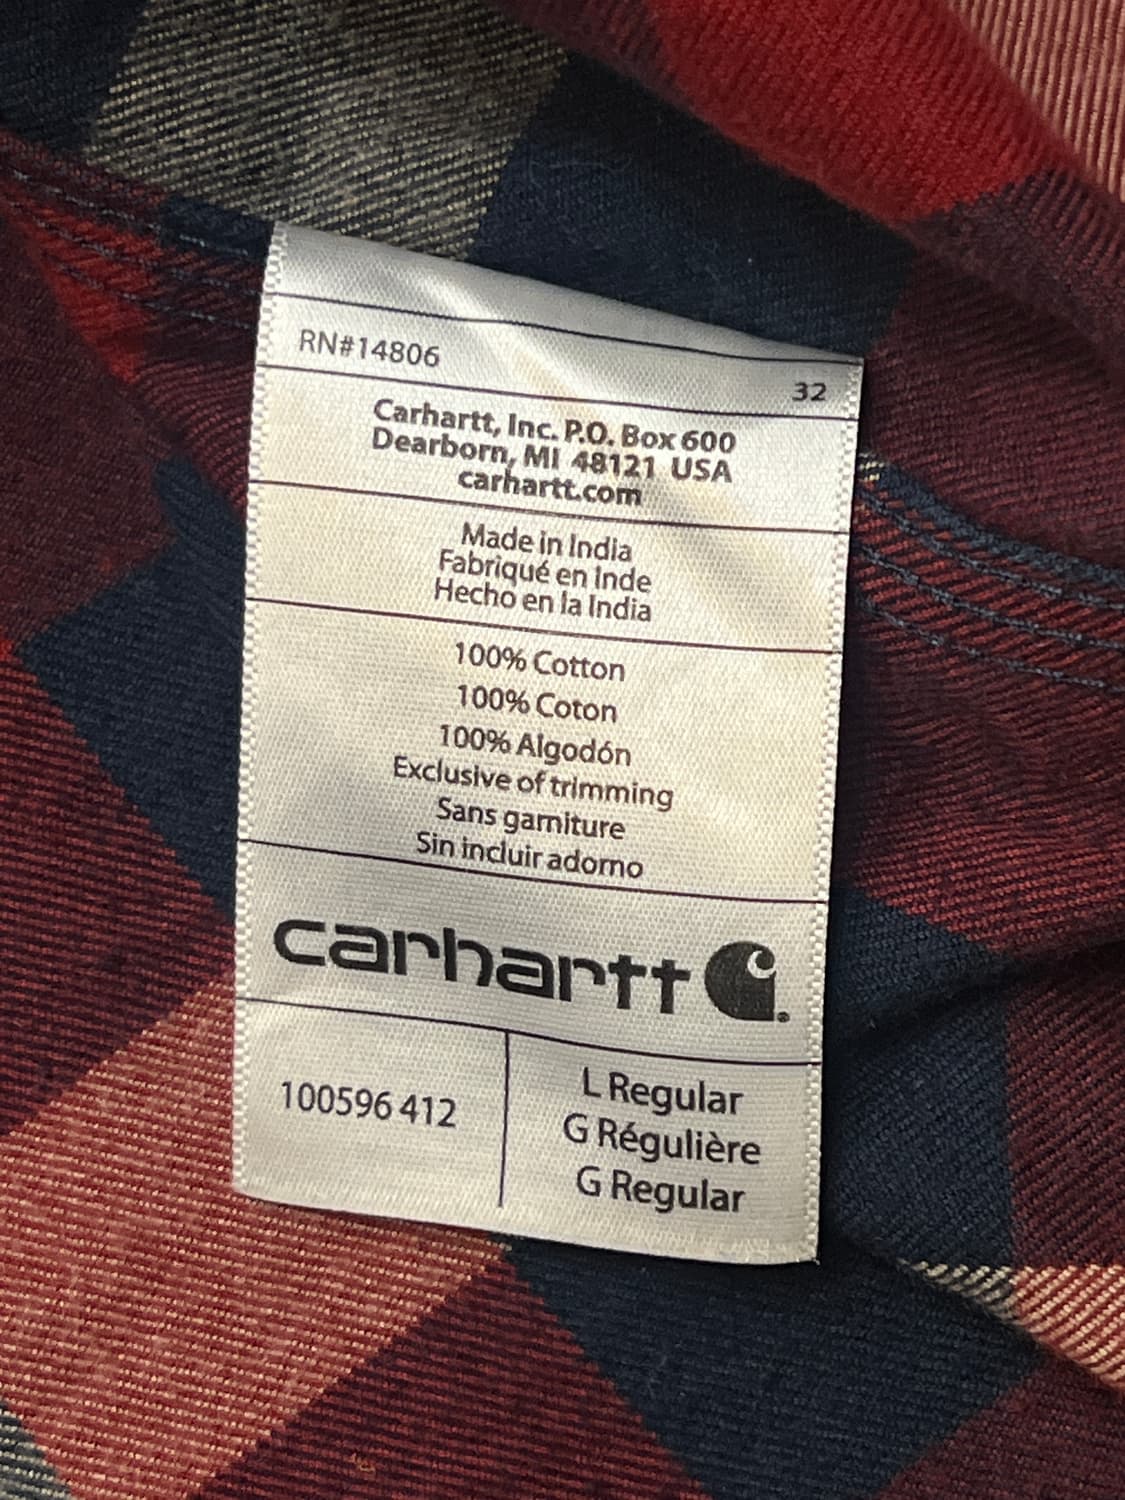 RN#14806
32
Carhartt, Inc. P.O. Box 600
Dearborn, MI 48121 USA
carhartt.com
Made in India
Fabriqué en Inde
Hecho en la India
100% Cotton
100% Coton
100% Algodón
Exclusive of trimming
Sans garniture
Sin incluir adorno
carhartt
100596 412
L Regular
G Régulière
G Regular